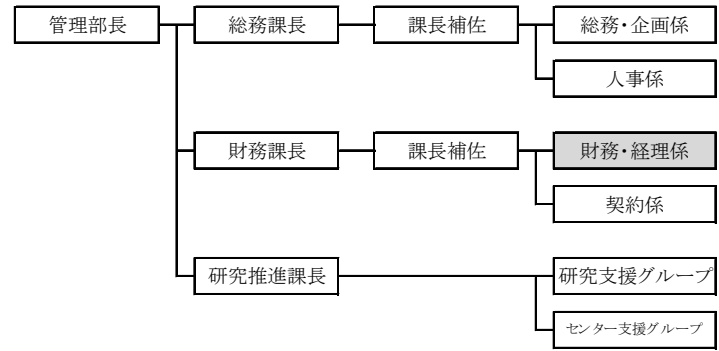 管理部長
総務課長
課長補佐
総務・企画係
人事係
財務課長
課長補佐
財務・経理係
契約係
研究推進課長
研究支援グループ
センター支援グループ